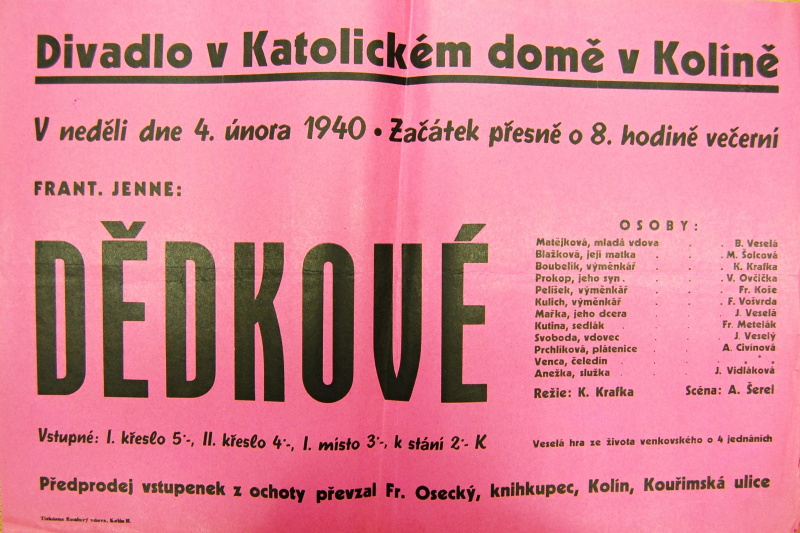 Divadlo v Katolickém domě v Kolíně
V neděli dne 4. února 1940 • Začátek přesně o 8. hodině večerní
FRANT. JENNE:
DĚDKOVÉ
OSOBY:
Matějková, mladá vdova . . B. Veselá
Blažková, její matka . . . M. Šolcová
Boubelík, výměnkář . . . K. Krafka
Prokop, jeho syn . . . . V. Ovčička
Pelíšek, výměnkář . . . Fr. Koše
Kulich, výměnkář . . . F. Vošvrda
Mařka, jeho dcera . . . J. Veselá
Kutina, sedlák . . . Fr. Metelák
Svoboda, vdovec . . . J. Veselý
Prchlíková, plátenice . . . A. Civínová
Venca, čeledín . . . * * *
Anežka, služka . . . J. Vidláková
Režie: K. Krafka Scéna: A. Šerel
Vstupné: I. křeslo 5·-, II. křeslo 4·-, I. místo 3·-, k stání 2·- K
Veselá hra ze života venkovského o 4 jednáních
Předprodej vstupenek z ochoty převzal Fr. Osecký, knihkupec, Kolín, Kouřimská ulice
vdova, Kolín II.